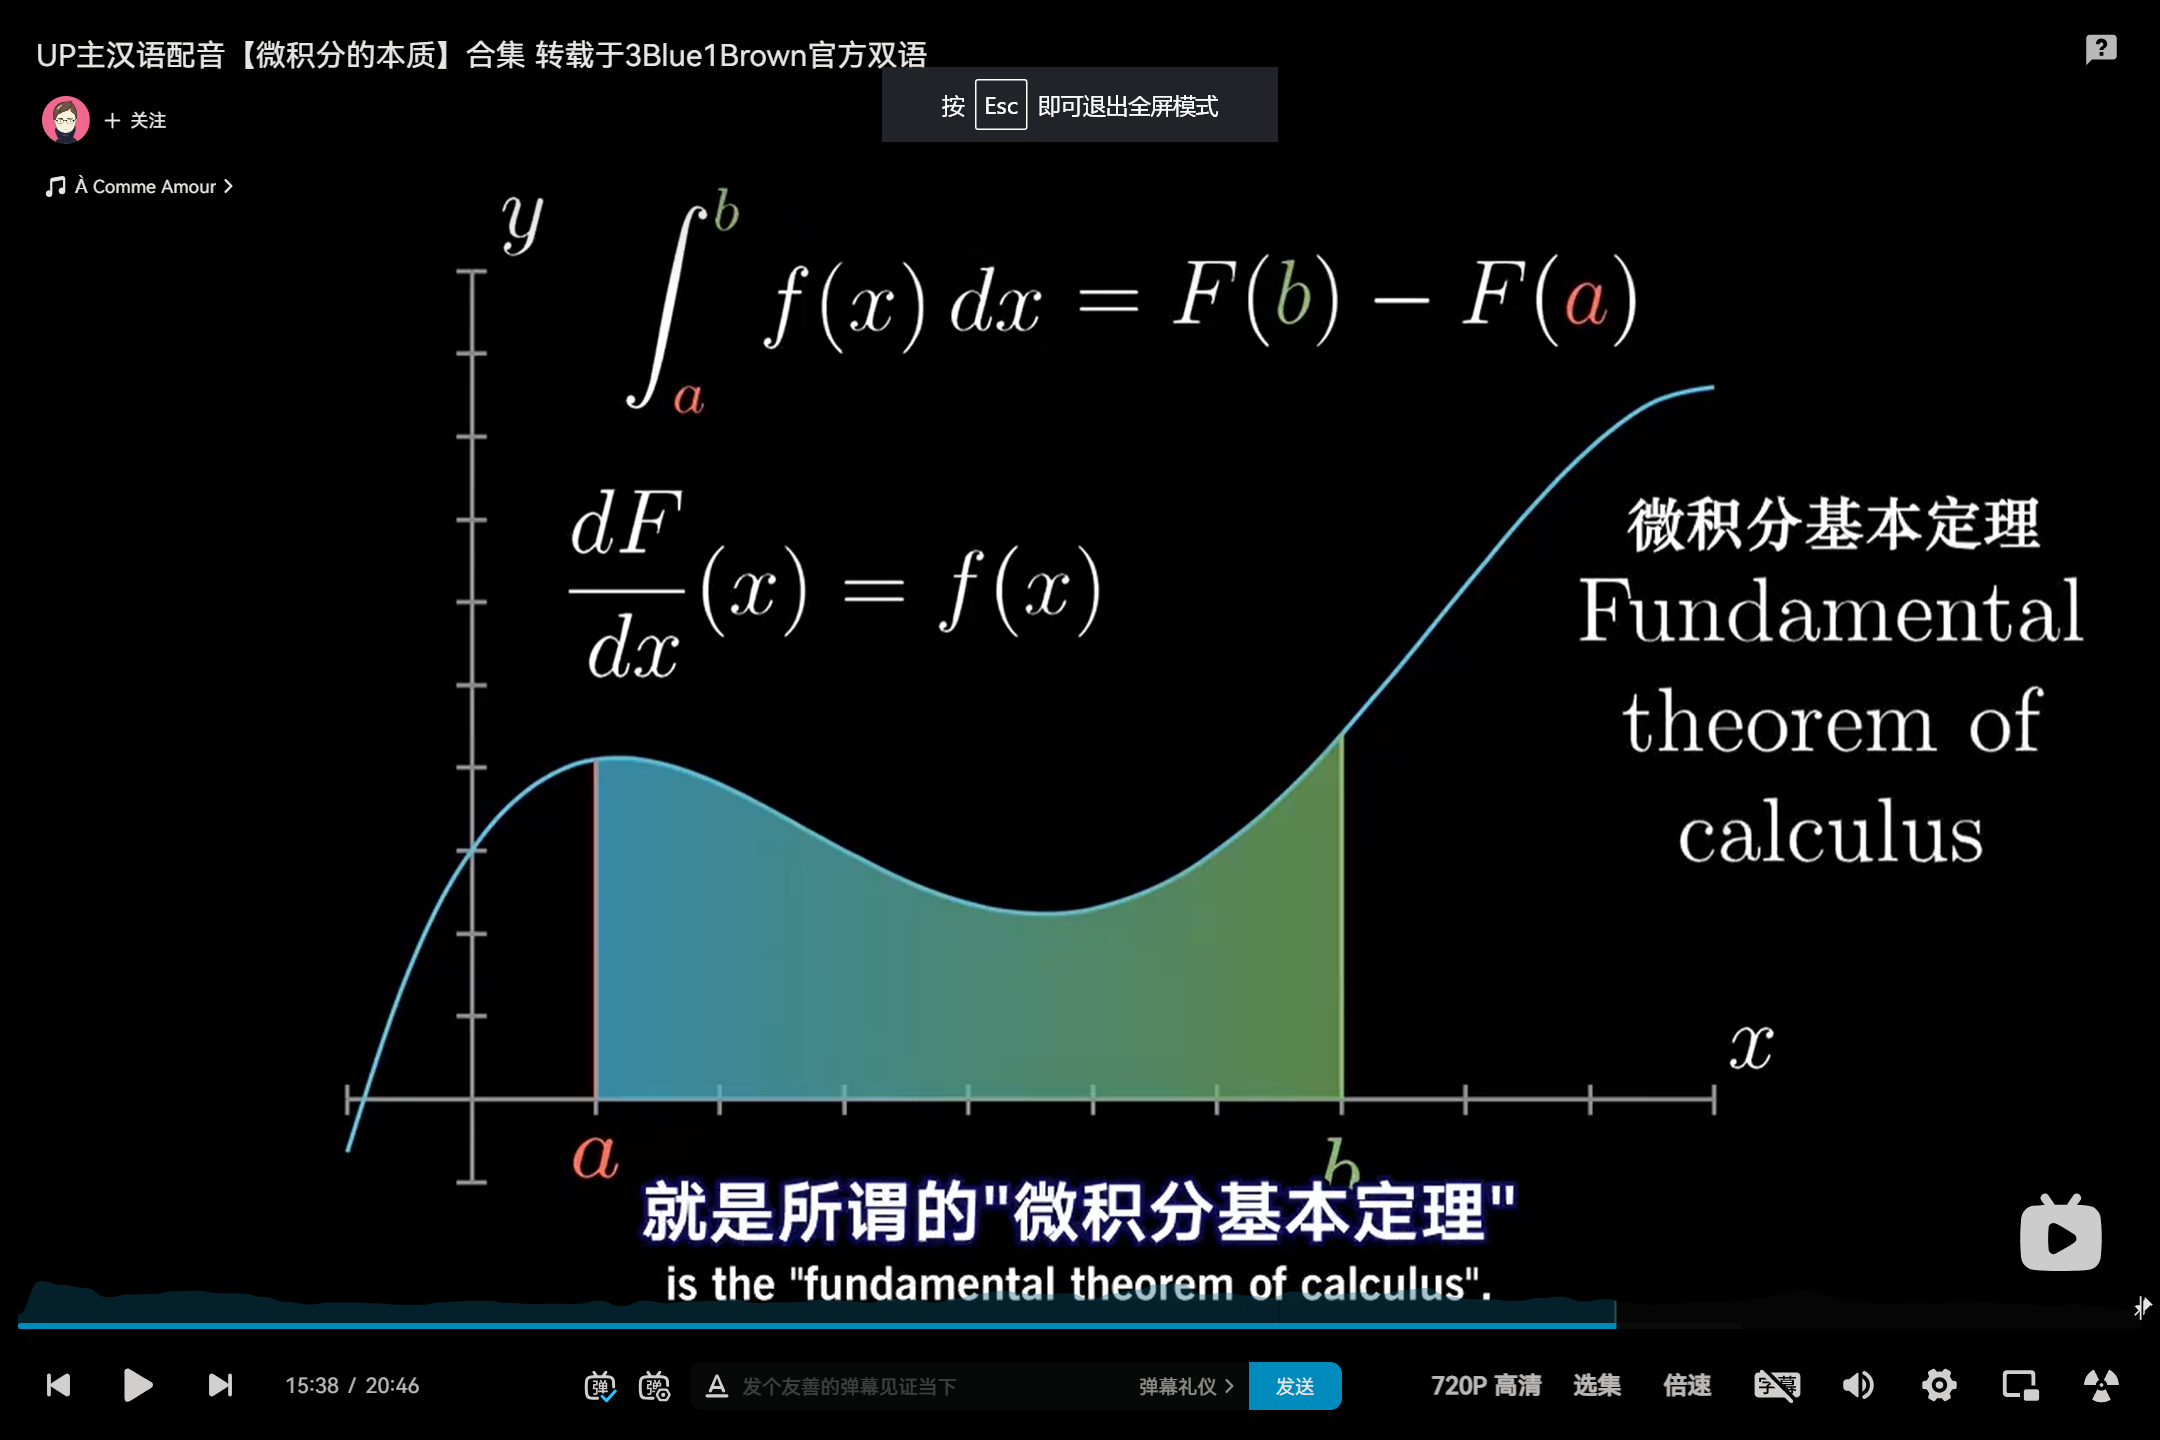 UP主汉语配音【微积分的本质】合集 转载于3Blue1Brown官方双语
按 Esc 即可退出全屏模式
+ 关注
À Comme Amour >
y
∫_a^b f(x) dx = F(b) − F(a)
dF/dx (x) = f(x)
微积分基本定理
Fundamental
theorem of
calculus
x
a
b
就是所谓的"微积分基本定理"
is the "fundamental theorem of calculus".
15:38 / 20:46
弹
弹
A 发个友善的弹幕见证当下
弹幕礼仪 >
发送
720P 高清
选集
倍速
字幕